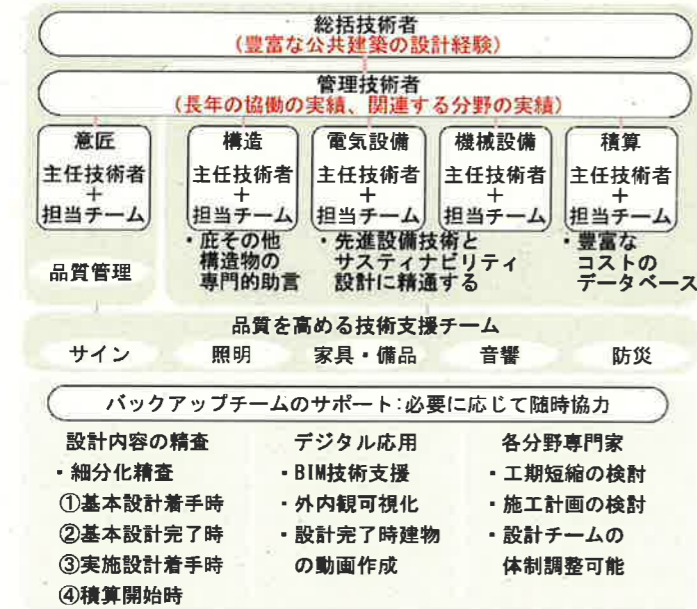 総括技術者
(豊富な公共建築の設計経験)
管理技術者
(長年の協働の実績、関連する分野の実績)
意匠
主任技術者
+
担当チーム
品質管理
構造
主任技術者
+
担当チーム
・庇その他
構造物の
専門的助言
電気設備
主任技術者
+
担当チーム
機械設備
主任技術者
+
担当チーム
・先進設備技術と
サスティナビリティ
設計に精通する
積算
主任技術者
+
担当チーム
・豊富な
コストの
データベース
品質を高める技術支援チーム
サイン 照明 家具・備品 音響 防災
バックアップチームのサポート:必要に応じて随時協力
設計内容の精査
・細分化精査
①基本設計着手時
②基本設計完了時
③実施設計着手時
④積算開始時
デジタル応用
・BIM技術支援
・外内観可視化
・設計完了時建物
の動画作成
各分野専門家
・工期短縮の検討
・施工計画の検討
・設計チームの
体制調整可能